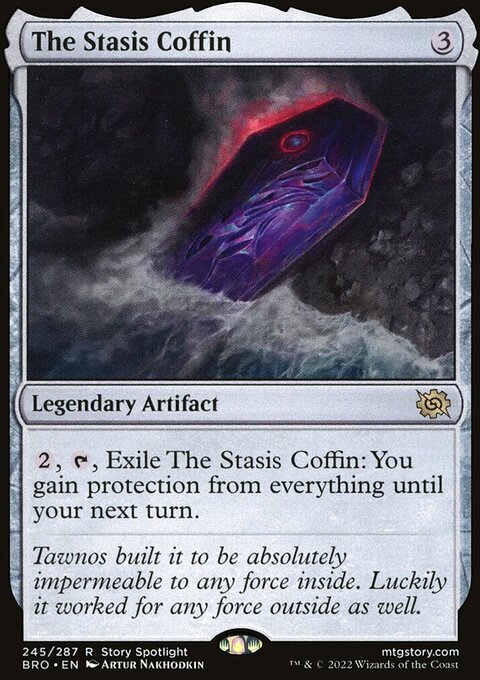 The Stasis Coffin 3
Legendary Artifact
2, T, Exile The Stasis Coffin: You
gain protection from everything until
your next turn.
Tawnos built it to be absolutely
impermeable to any force inside. Luckily
it worked for any force outside as well.
245/287 R Story Spotlight
mtgstory.com
BRO • EN Artur Nakhodkin
™ & © 2022 Wizards of the Coast